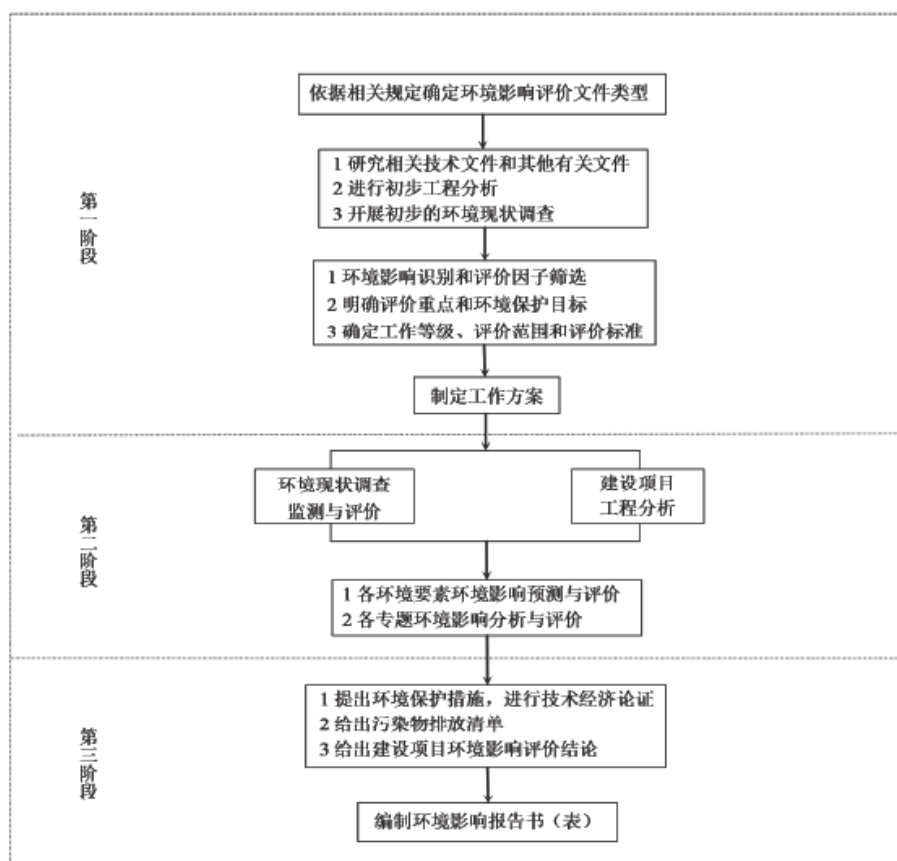 第一阶段
依据相关规定确定环境影响评价文件类型
1 研究相关技术文件和其他有关文件
2 进行初步工程分析
3 开展初步的环境现状调查
1 环境影响识别和评价因子筛选
2 明确评价重点和环境保护目标
3 确定工作等级、评价范围和评价标准
制定工作方案
第二阶段
环境现状调查
监测与评价
建设项目
工程分析
1 各环境要素环境影响预测与评价
2 各专题环境影响分析与评价
第三阶段
1 提出环境保护措施，进行技术经济论证
2 给出污染物排放清单
3 给出建设项目环境影响评价结论
编制环境影响报告书（表）